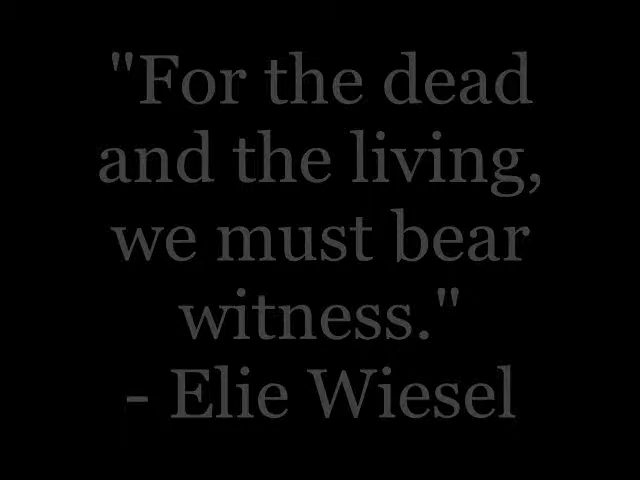 "For the dead
and the living,
we must bear
witness."
- Elie Wiesel